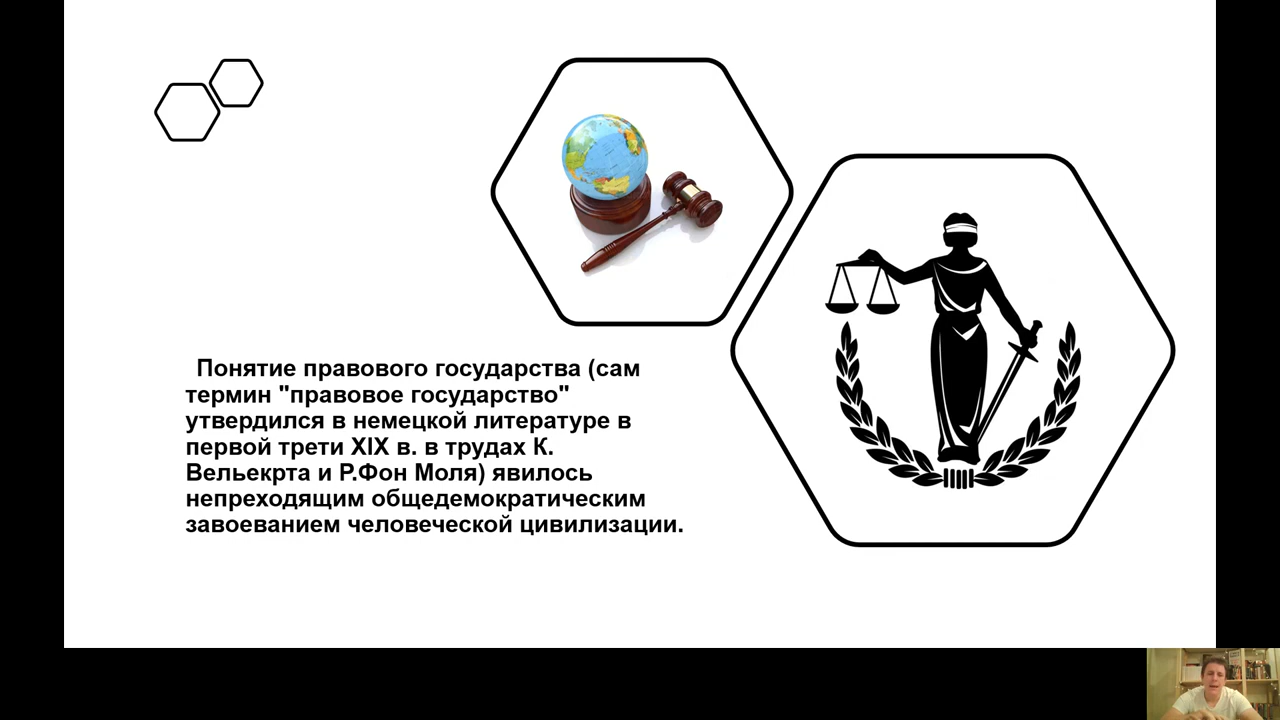 Понятие правового государства (сам
термин "правовое государство"
утвердился в немецкой литературе в
первой трети XIX в. в трудах К.
Вельекрта и Р.Фон Моля) явилось
непреходящим общедемократическим
завоеванием человеческой цивилизации.